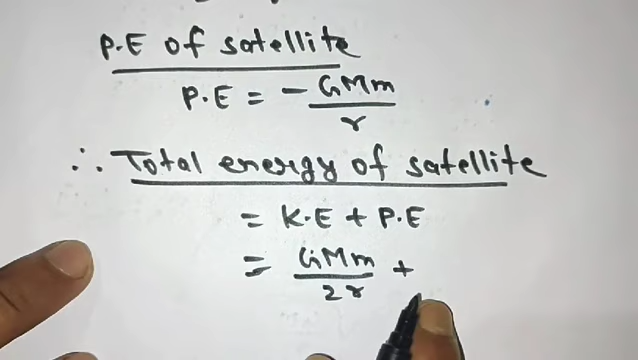 P.E of satellite
P.E = - GMm/r
∴ Total energy of satellite
= K.E + P.E
= GMm/2r +